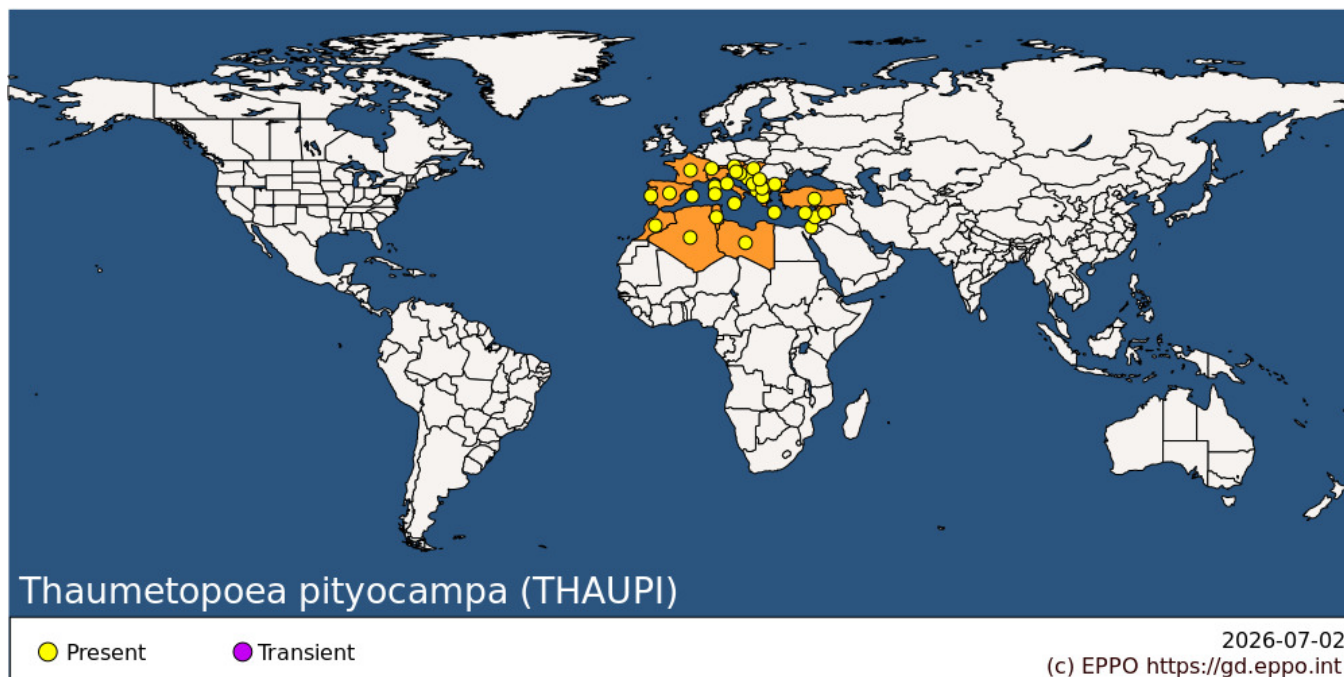 Thaumetopoea pityocampa (THAUPI)
Present
Transient
2026-07-02
(c) EPPO https://gd.eppo.int